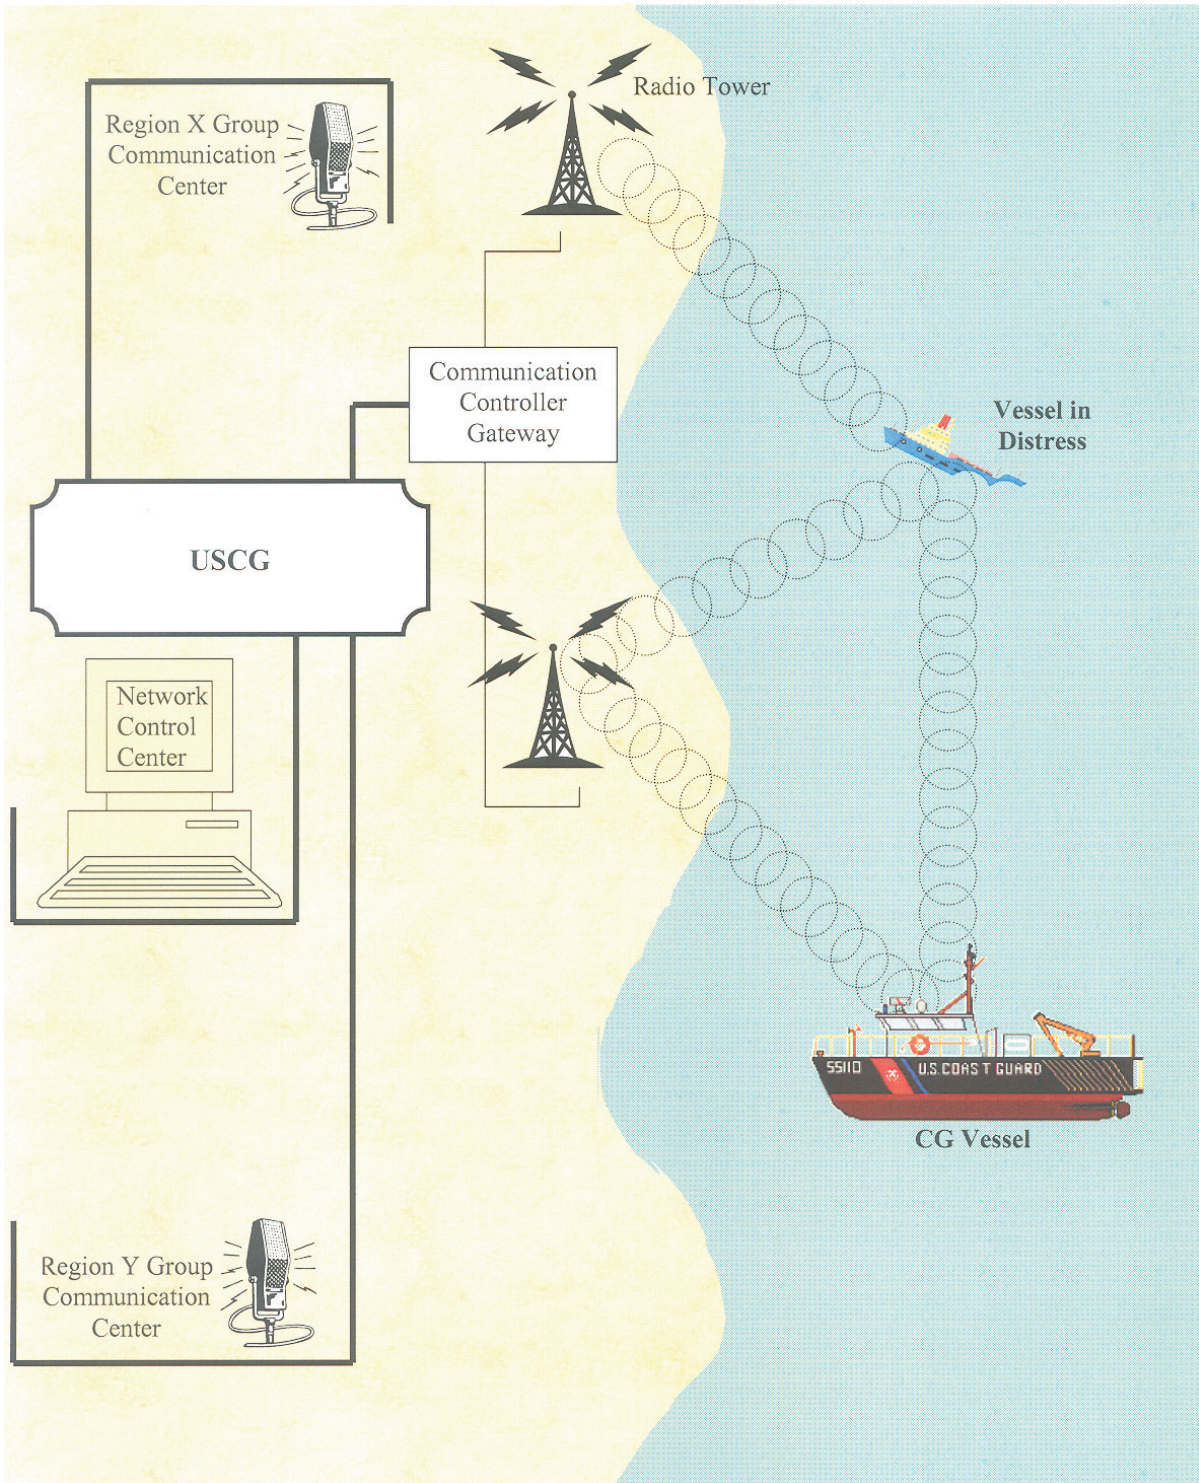 Radio Tower
Region X Group
Communication
Center
Communication
Controller
Gateway
Vessel in
Distress
USCG
Network
Control
Center
55110
U.S. COAST GUARD
CG Vessel
Region Y Group
Communication
Center